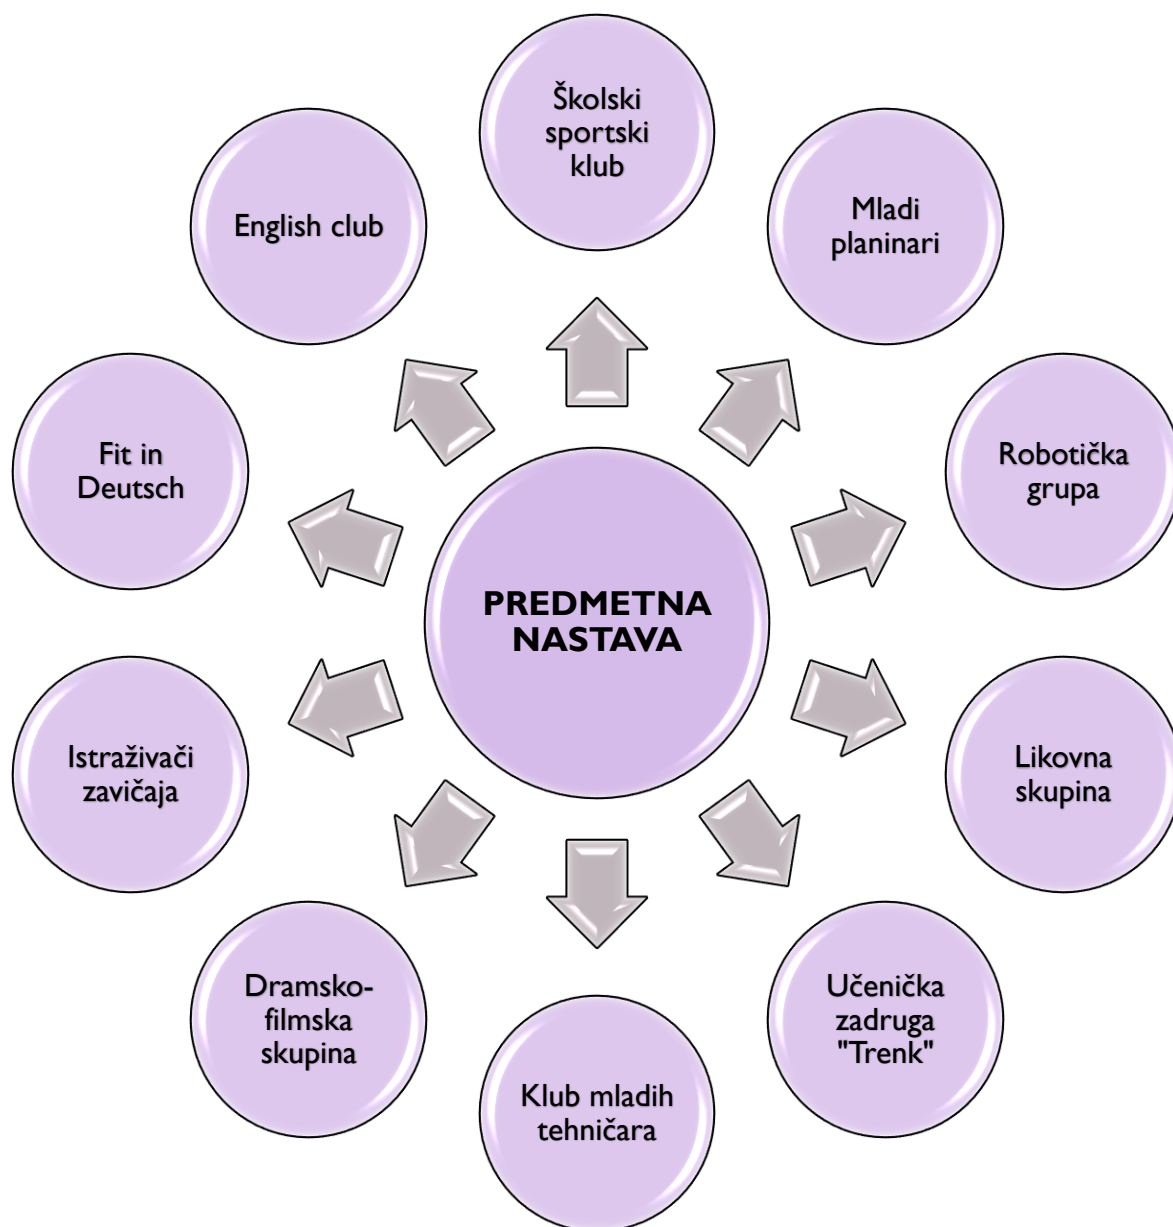 Školski
sportski
klub
Mladi
planinari
Robotička
grupa
Likovna
skupina
Učenička
zadruga
"Trenk"
Klub mladih
tehničara
Dramsko-
filmska
skupina
Istraživači
zavičaja
Fit in
Deutsch
English club
PREDMETNA
NASTAVA